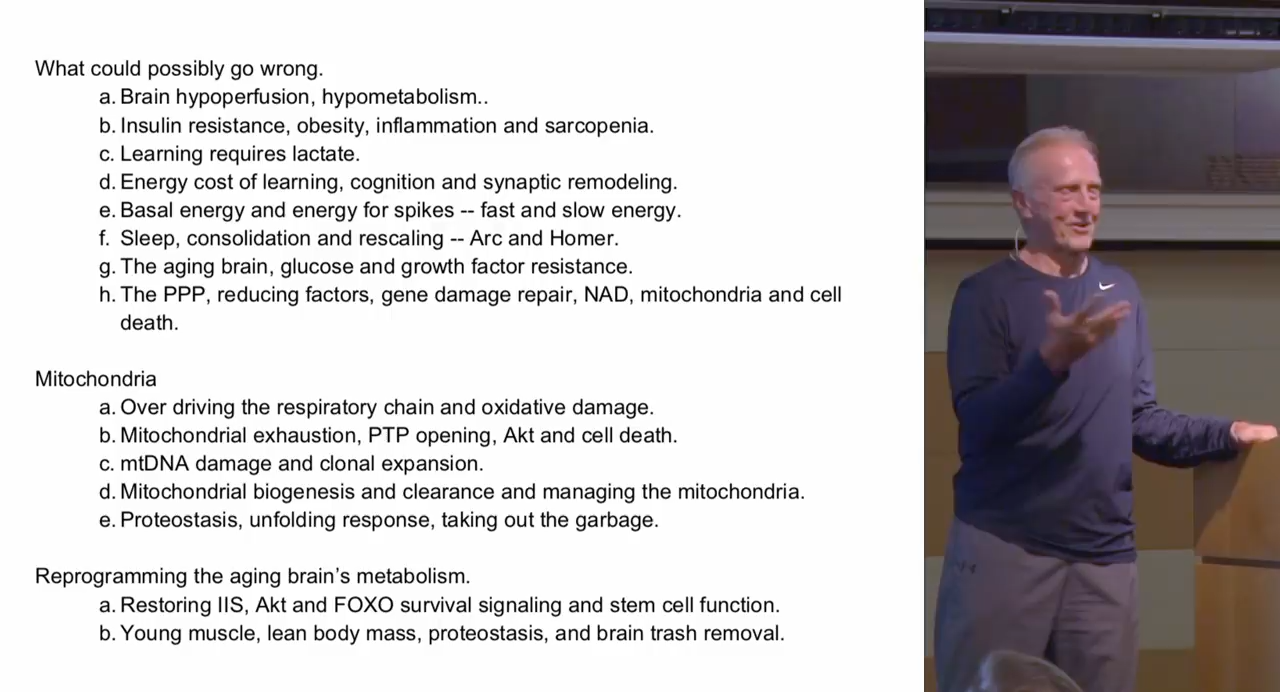 What could possibly go wrong.
a. Brain hypoperfusion, hypometabolism..
b. Insulin resistance, obesity, inflammation and sarcopenia.
c. Learning requires lactate.
d. Energy cost of learning, cognition and synaptic remodeling.
e. Basal energy and energy for spikes -- fast and slow energy.
f. Sleep, consolidation and rescaling -- Arc and Homer.
g. The aging brain, glucose and growth factor resistance.
h. The PPP, reducing factors, gene damage repair, NAD, mitochondria and cell
death.
Mitochondria
a. Over driving the respiratory chain and oxidative damage.
b. Mitochondrial exhaustion, PTP opening, Akt and cell death.
c. mtDNA damage and clonal expansion.
d. Mitochondrial biogenesis and clearance and managing the mitochondria.
e. Proteostasis, unfolding response, taking out the garbage.
Reprogramming the aging brain’s metabolism.
a. Restoring IIS, Akt and FOXO survival signaling and stem cell function.
b. Young muscle, lean body mass, proteostasis, and brain trash removal.